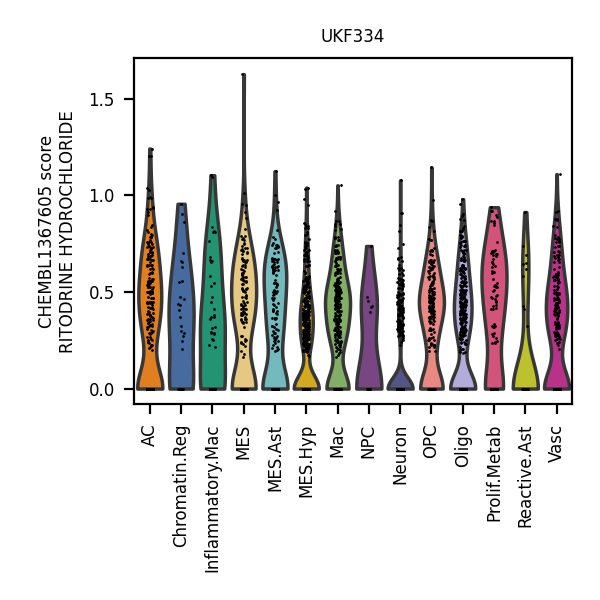 UKF334
CHEMBL1367605 score
RITODRINE HYDROCHLORIDE
1.5
1.0
0.5
0.0
AC
Chromatin.Reg
Inflammatory.Mac
MES
MES.Ast
MES.Hyp
Mac
NPC
Neuron
OPC
Oligo
Prolif.Metab
Reactive.Ast
Vasc